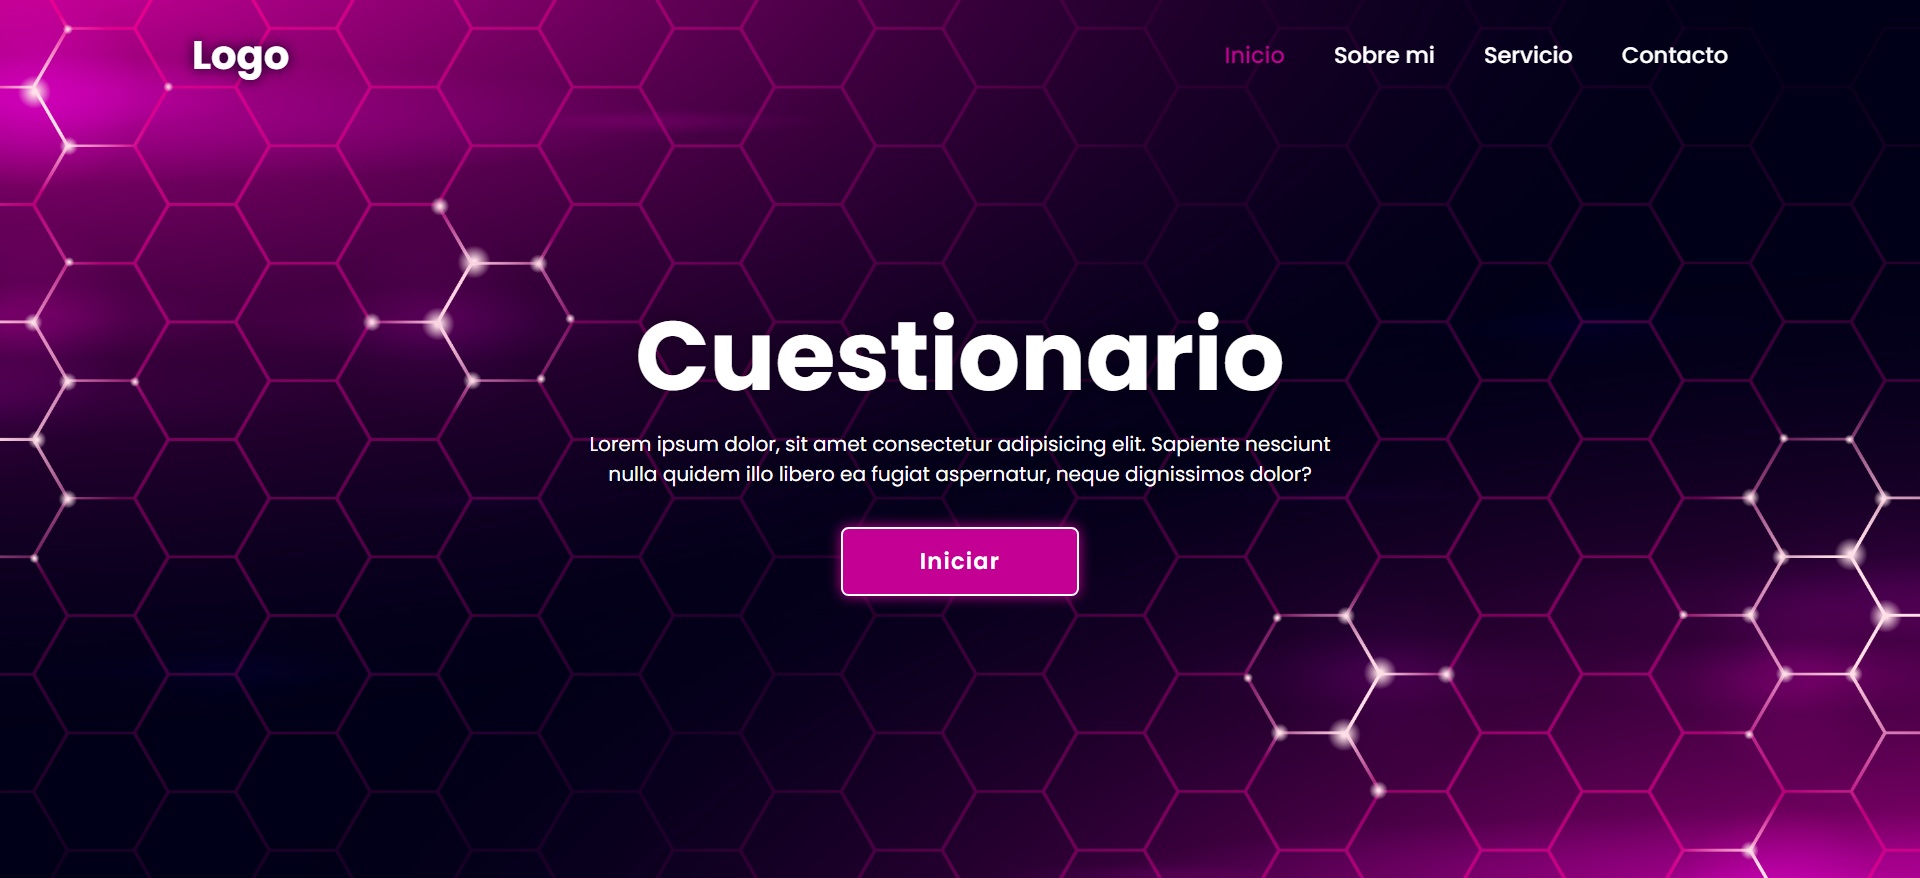 Logo
Inicio Sobre mi Servicio Contacto
Cuestionario
Lorem ipsum dolor, sit amet consectetur adipisicing elit. Sapiente nesciunt
nulla quidem illo libero ea fugiat aspernatur, neque dignissimos dolor?
Iniciar